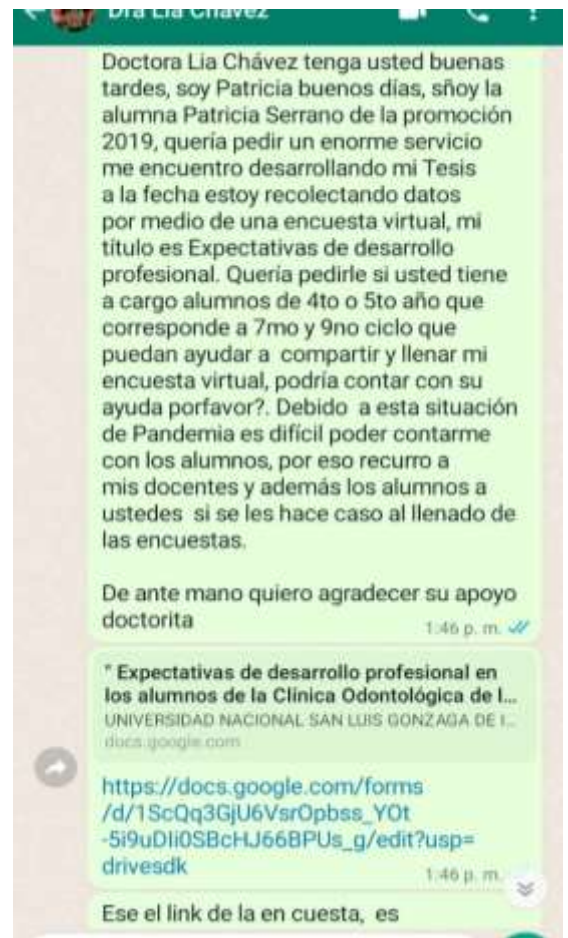 Dra Lia Chavez
Doctora Lia Chávez tenga usted buenas
tardes, soy Patricia buenos días, sñoy la
alumna Patricia Serrano de la promoción
2019, quería pedir un enorme servicio
me encuentro desarrollando mi Tesis
a la fecha estoy recolectando datos
por medio de una encuesta virtual, mi
título es Expectativas de desarrollo
profesional. Quería pedirle si usted tiene
a cargo alumnos de 4to o 5to año que
corresponde a 7mo y 9no ciclo que
puedan ayudar a compartir y llenar mi
encuesta virtual, podría contar con su
ayuda porfavor?. Debido a esta situación
de Pandemia es difícil poder contarme
con los alumnos, por eso recurro a
mis docentes y además los alumnos a
ustedes si se les hace caso al llenado de
las encuestas.
De ante mano quiero agradecer su apoyo
doctorita
1:46 p. m.
" Expectativas de desarrollo profesional en
los alumnos de la Clínica Odontológica de l...
UNIVERSIDAD NACIONAL SAN LUIS GONZAGA DE I...
docs.google.com
https://docs.google.com/forms
/d/1ScQq3GjU6VsrOpbss_YOt
-5i9uDIi0SBcHJ66BPUs_g/edit?usp=
drivesdk
1:46 p. m.
Ese el link de la en cuesta, es